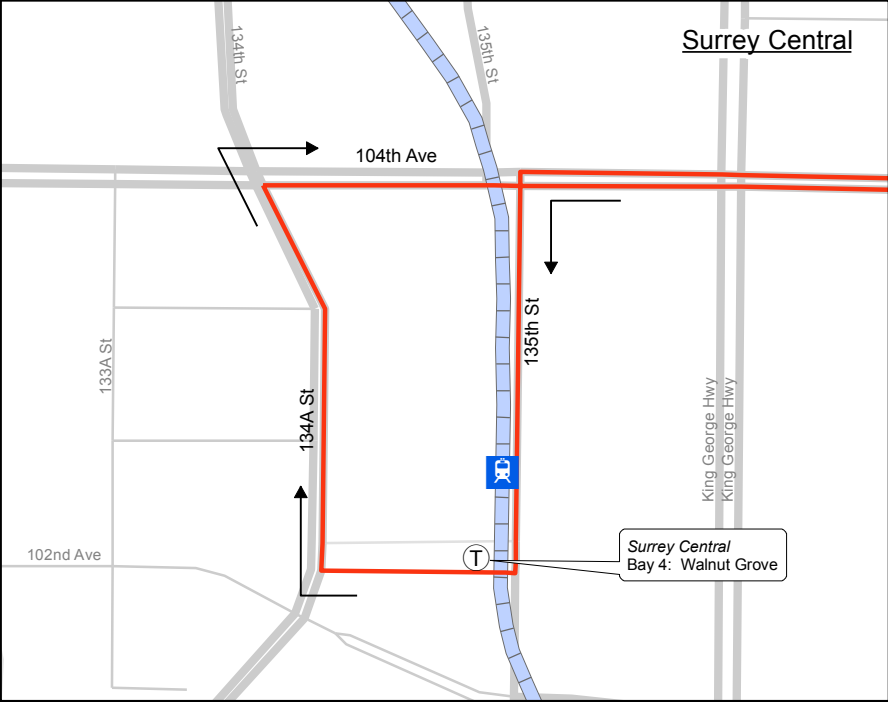 Surrey Central
134th St
135th St
104th Ave
135th St
133A St
134A St
King George Hwy
King George Hwy
102nd Ave
T
Surrey Central
Bay 4: Walnut Grove